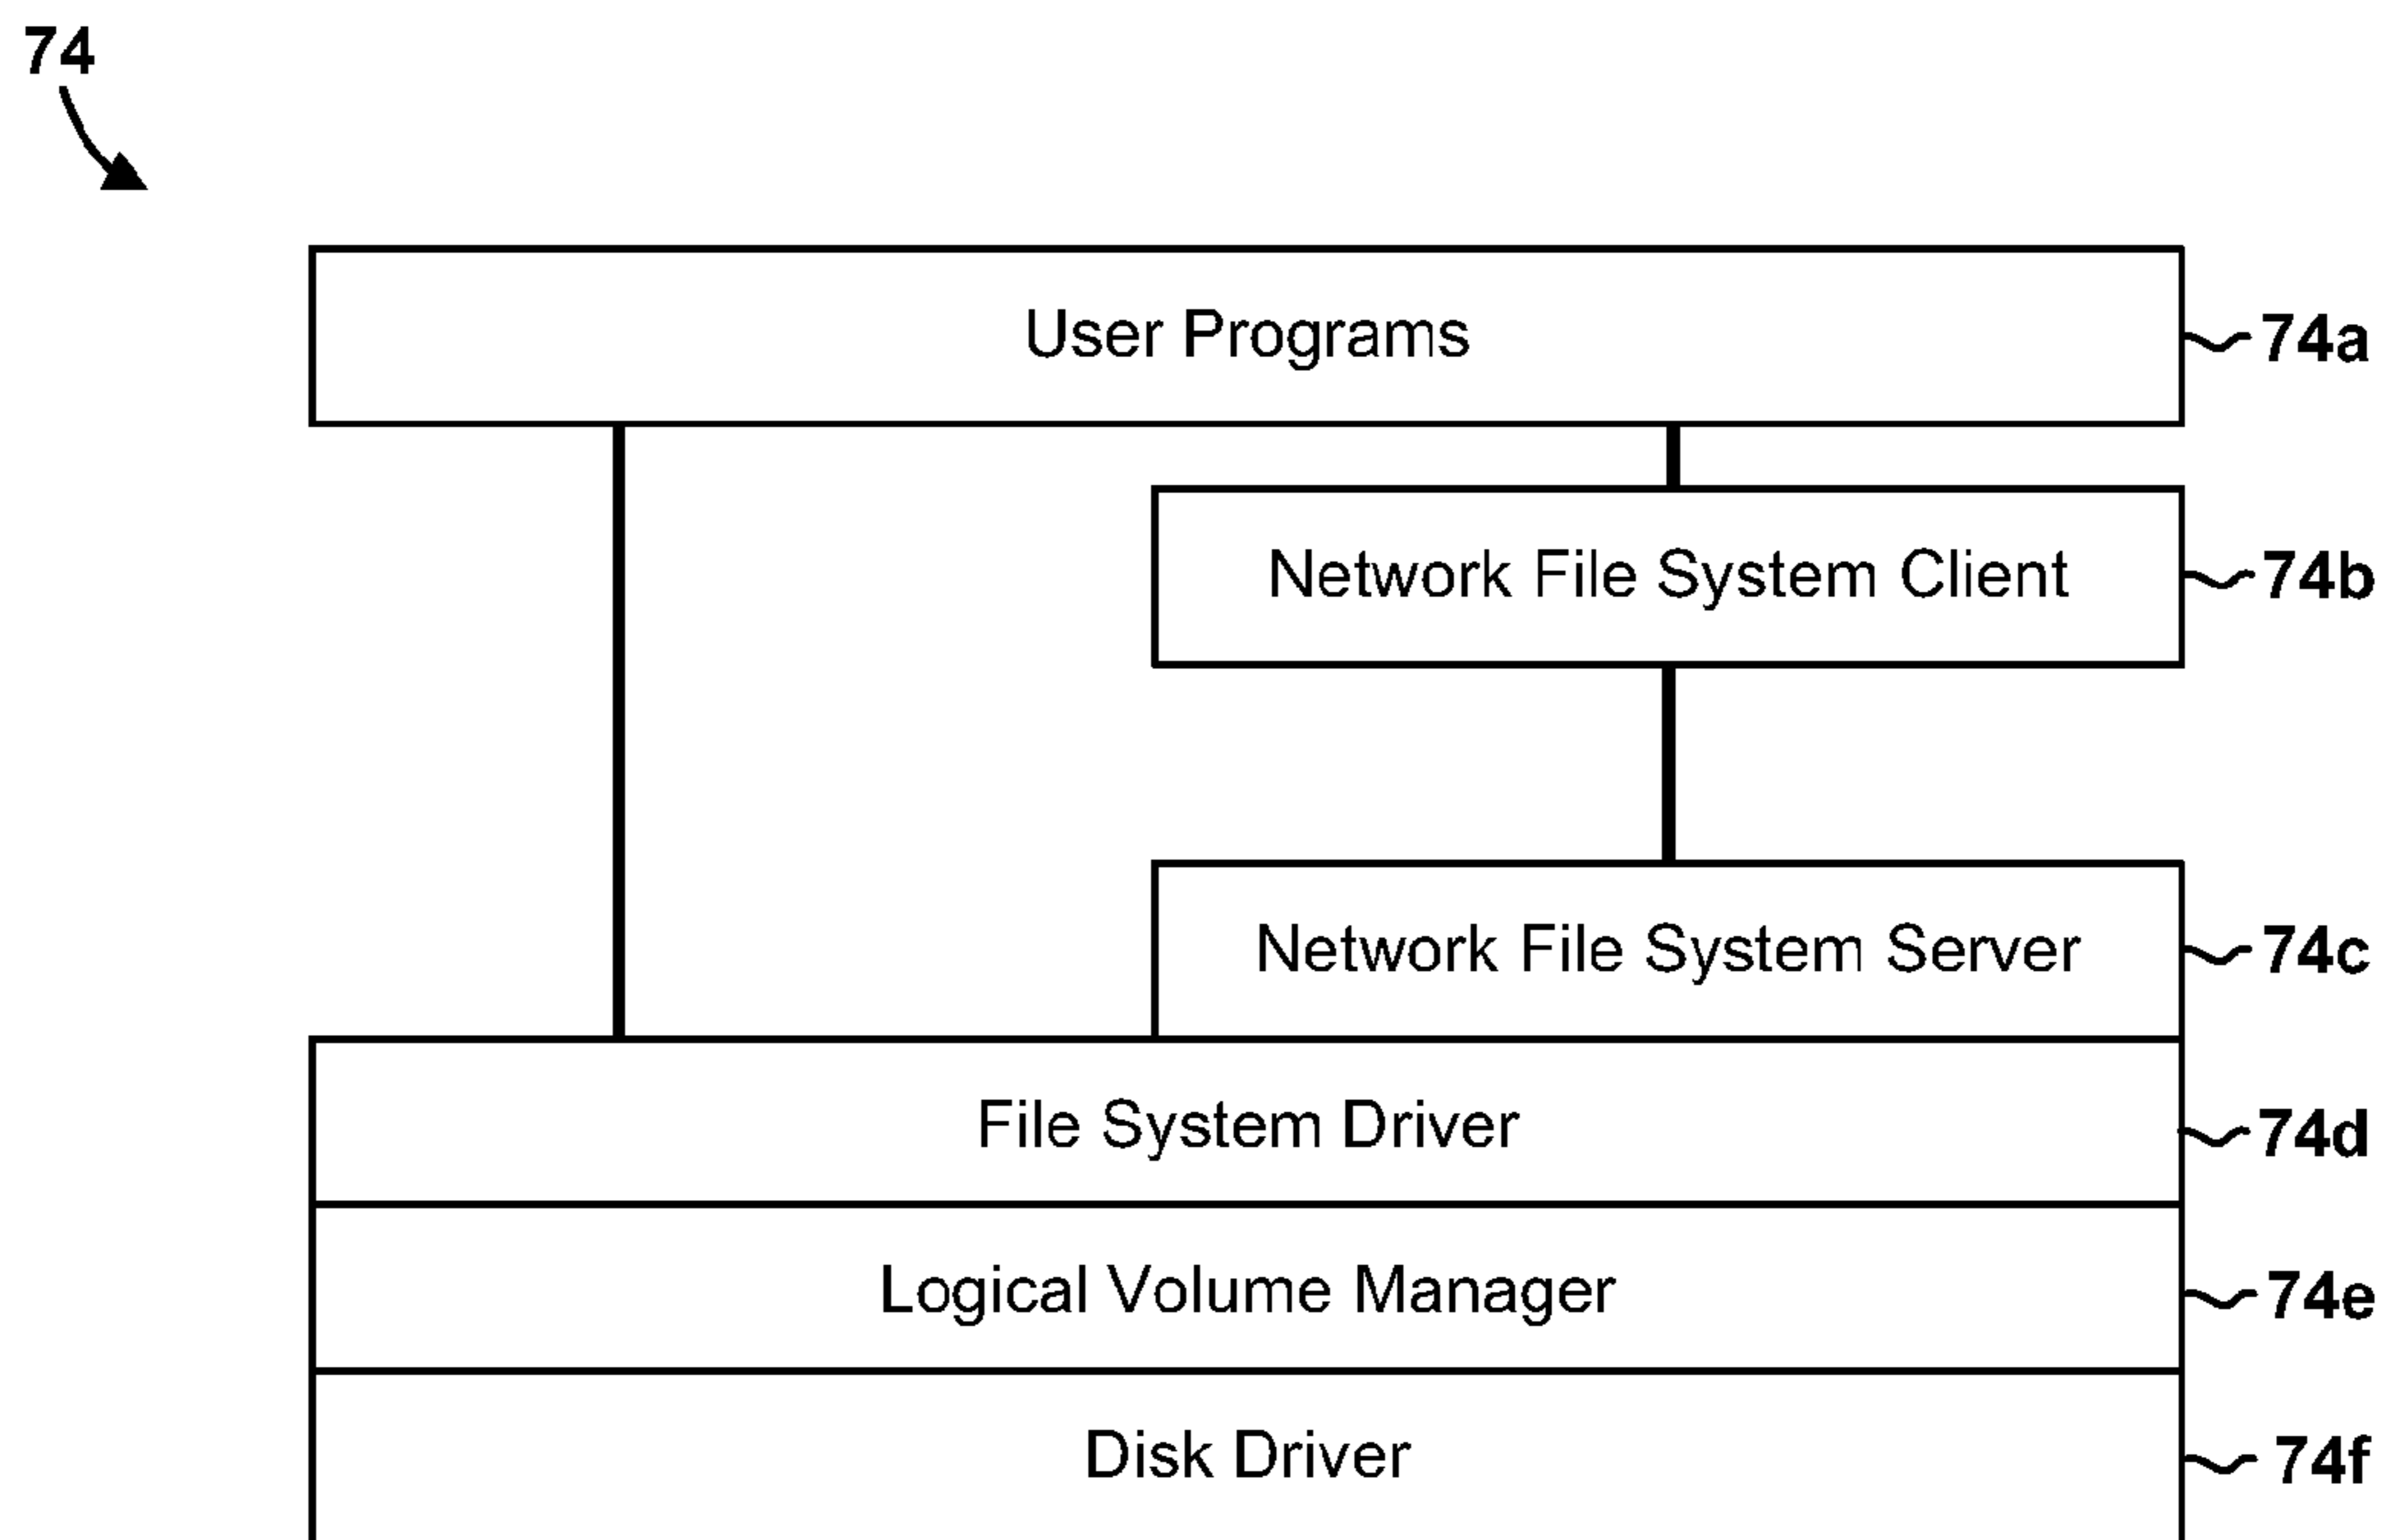 74
User Programs 74a
Network File System Client 74b
Network File System Server 74c
File System Driver 74d
Logical Volume Manager 74e
Disk Driver 74f